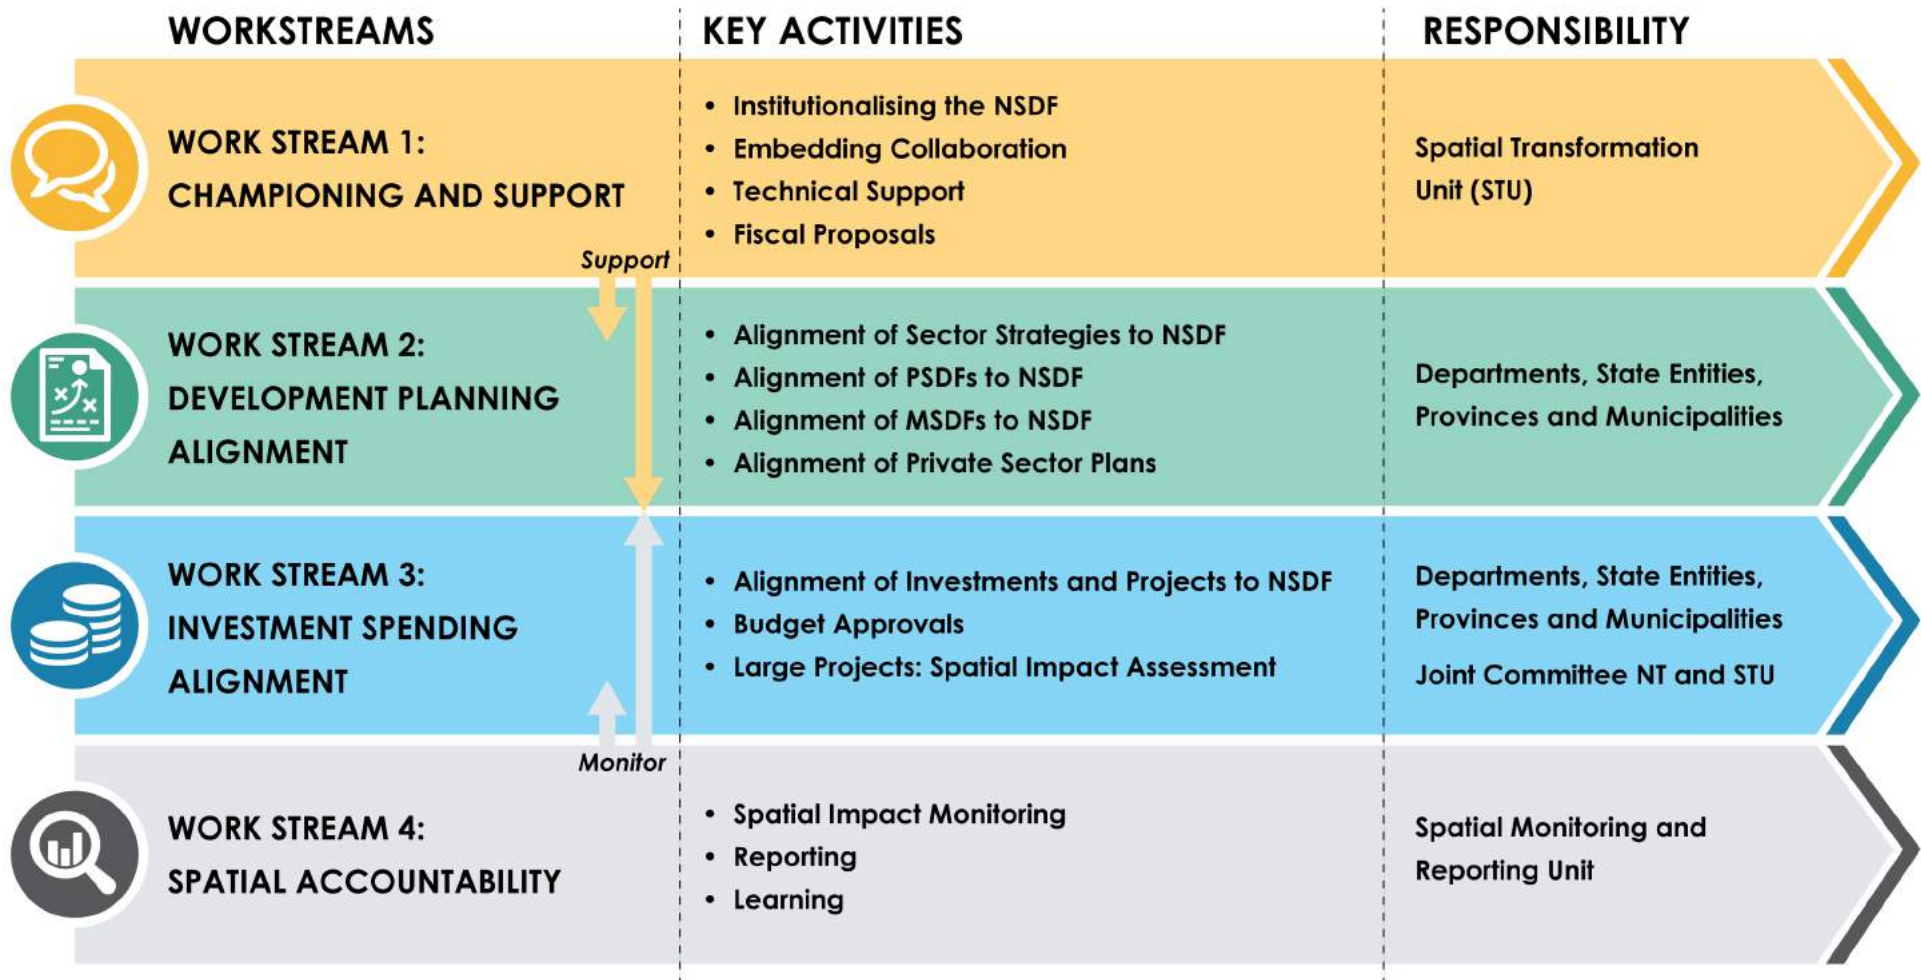 WORKSTREAMS
KEY ACTIVITIES
RESPONSIBILITY
WORK STREAM 1:
CHAMPIONING AND SUPPORT
• Institutionalising the NSDF
• Embedding Collaboration
• Technical Support
• Fiscal Proposals
Spatial Transformation
Unit (STU)
Support
WORK STREAM 2:
DEVELOPMENT PLANNING
ALIGNMENT
• Alignment of Sector Strategies to NSDF
• Alignment of PSDFs to NSDF
• Alignment of MSDFs to NSDF
• Alignment of Private Sector Plans
Departments, State Entities,
Provinces and Municipalities
WORK STREAM 3:
INVESTMENT SPENDING
ALIGNMENT
• Alignment of Investments and Projects to NSDF
• Budget Approvals
• Large Projects: Spatial Impact Assessment
Departments, State Entities,
Provinces and Municipalities
Joint Committee NT and STU
Monitor
WORK STREAM 4:
SPATIAL ACCOUNTABILITY
• Spatial Impact Monitoring
• Reporting
• Learning
Spatial Monitoring and
Reporting Unit